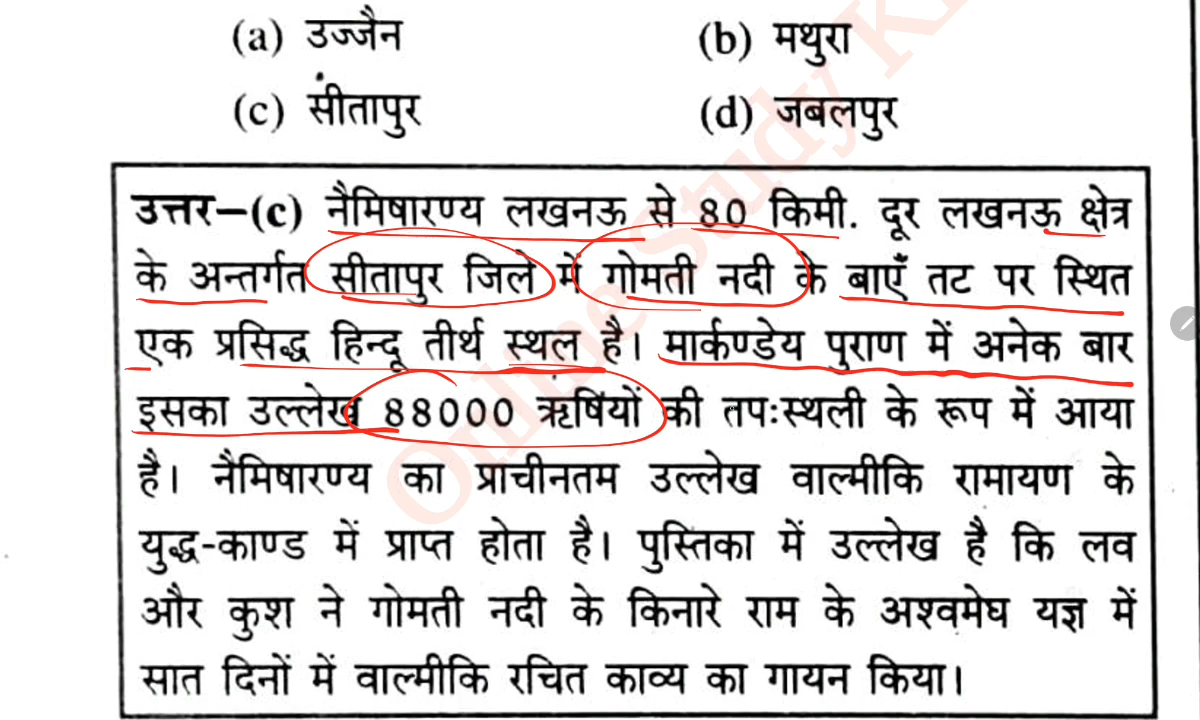 (a) उज्जैन (b) मथुरा
(c) सीतापुर (d) जबलपुर
उत्तर–(c) नैमिषारण्य लखनऊ से 80 किमी. दूर लखनऊ क्षेत्र
के अन्तर्गत सीतापुर जिले में गोमती नदी के बाएँ तट पर स्थित
एक प्रसिद्ध हिन्दू तीर्थ स्थल है। मार्कण्डेय पुराण में अनेक बार
इसका उल्लेख 88000 ऋषियों की तपःस्थली के रूप में आया
है। नैमिषारण्य का प्राचीनतम उल्लेख वाल्मीकि रामायण के
युद्ध-काण्ड में प्राप्त होता है। पुस्तिका में उल्लेख है कि लव
और कुश ने गोमती नदी के किनारे राम के अश्वमेघ यज्ञ में
सात दिनों में वाल्मीकि रचित काव्य का गायन किया।
Online Study